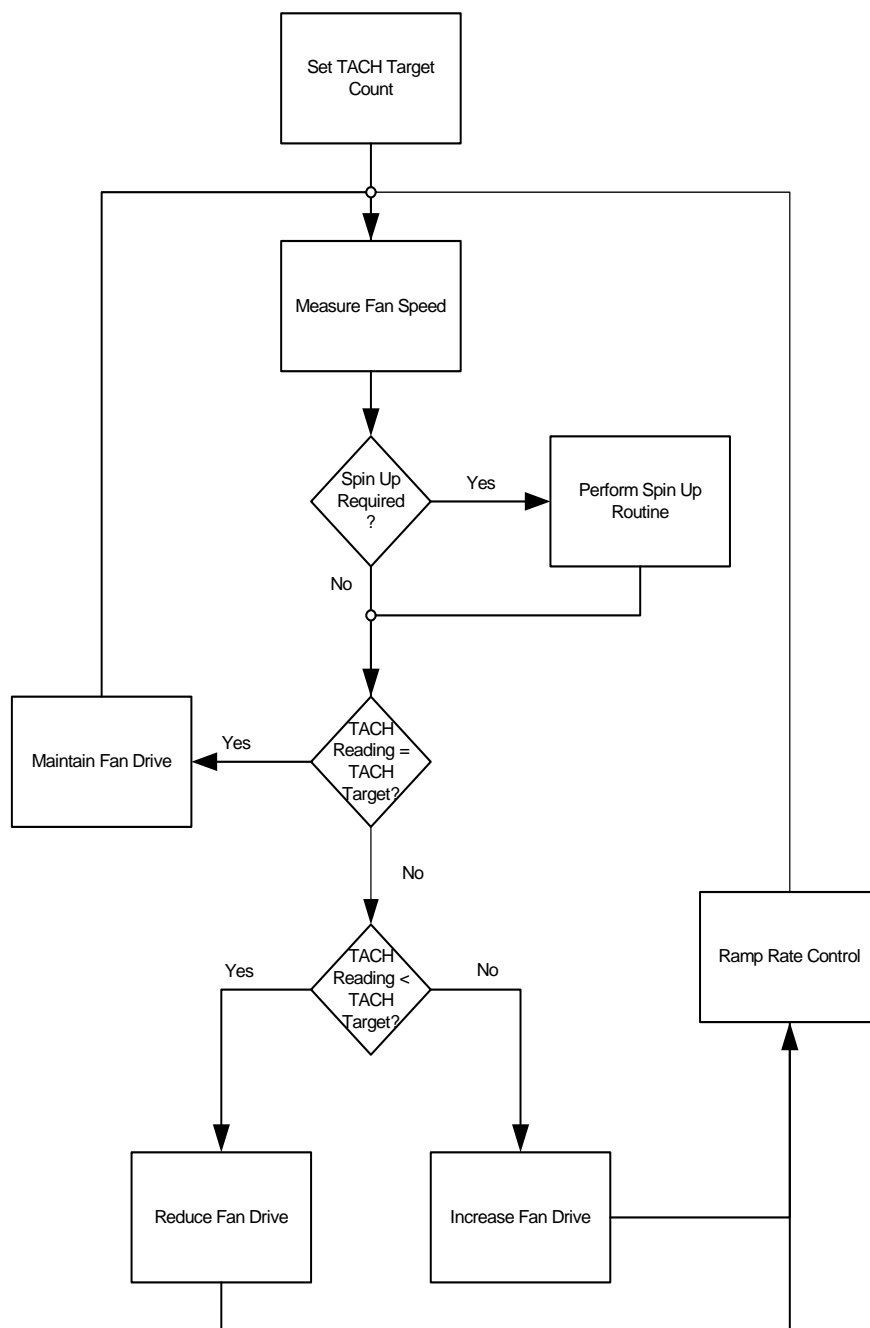 Set TACH Target
Count
Measure Fan Speed
Spin Up
Required
?
Yes
Perform Spin Up
Routine
No
TACH
Reading =
TACH
Target?
Yes
Maintain Fan Drive
No
TACH
Reading <
TACH
Target?
Yes
No
Ramp Rate Control
Reduce Fan Drive
Increase Fan Drive